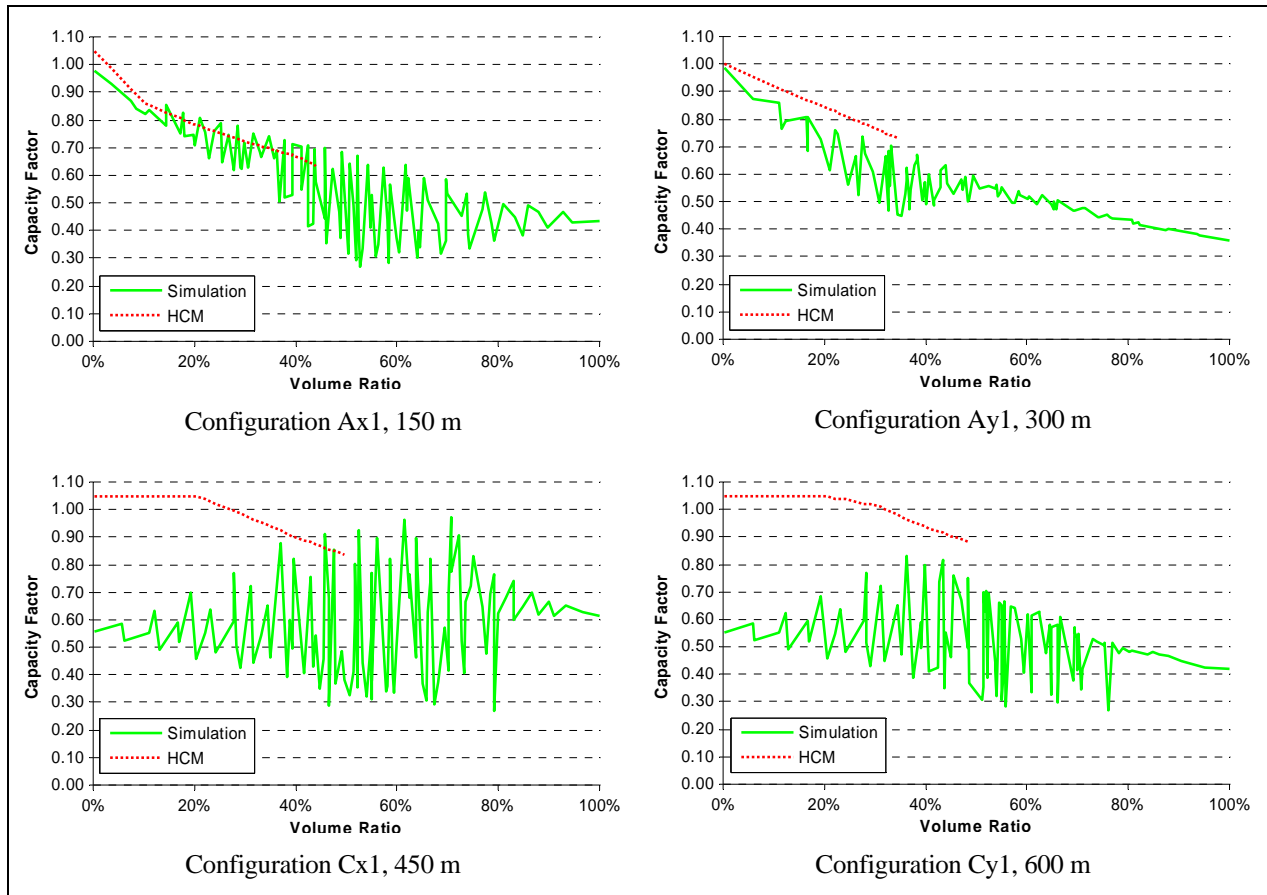 1.10
1.00
0.90
0.80
0.70
0.60
0.50
0.40
0.30
0.20
0.10
0.00
Capacity Factor
Simulation
HCM
0% 20% 40% 60% 80% 100%
Volume Ratio
Configuration Ax1, 150 m
1.10
1.00
0.90
0.80
0.70
0.60
0.50
0.40
0.30
0.20
0.10
0.00
Capacity Factor
Simulation
HCM
0% 20% 40% 60% 80% 100%
Volume Ratio
Configuration Ay1, 300 m
1.10
1.00
0.90
0.80
0.70
0.60
0.50
0.40
0.30
0.20
0.10
0.00
Capacity Factor
Simulation
HCM
0% 20% 40% 60% 80% 100%
Volume Ratio
Configuration Cx1, 450 m
1.10
1.00
0.90
0.80
0.70
0.60
0.50
0.40
0.30
0.20
0.10
0.00
Capacity Factor
Simulation
HCM
0% 20% 40% 60% 80% 100%
Volume Ratio
Configuration Cy1, 600 m